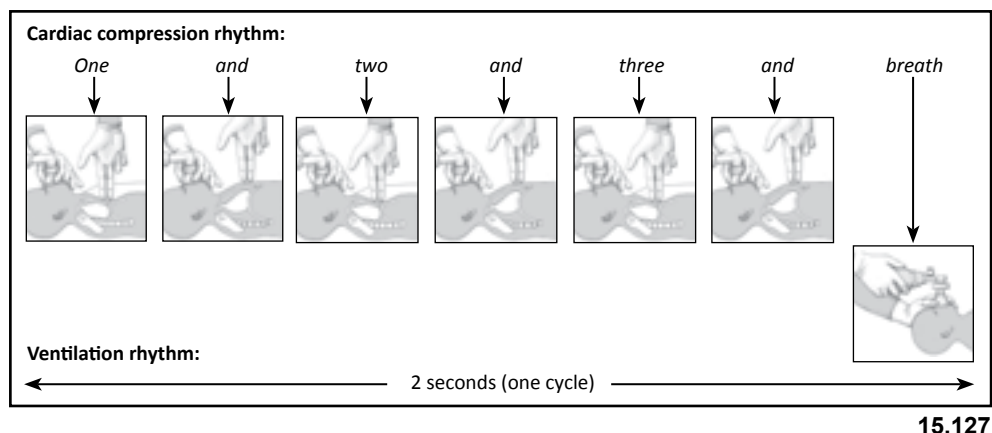 Cardiac compression rhythm:
One and two and three and breath
Ventilation rhythm:
2 seconds (one cycle)
15.127